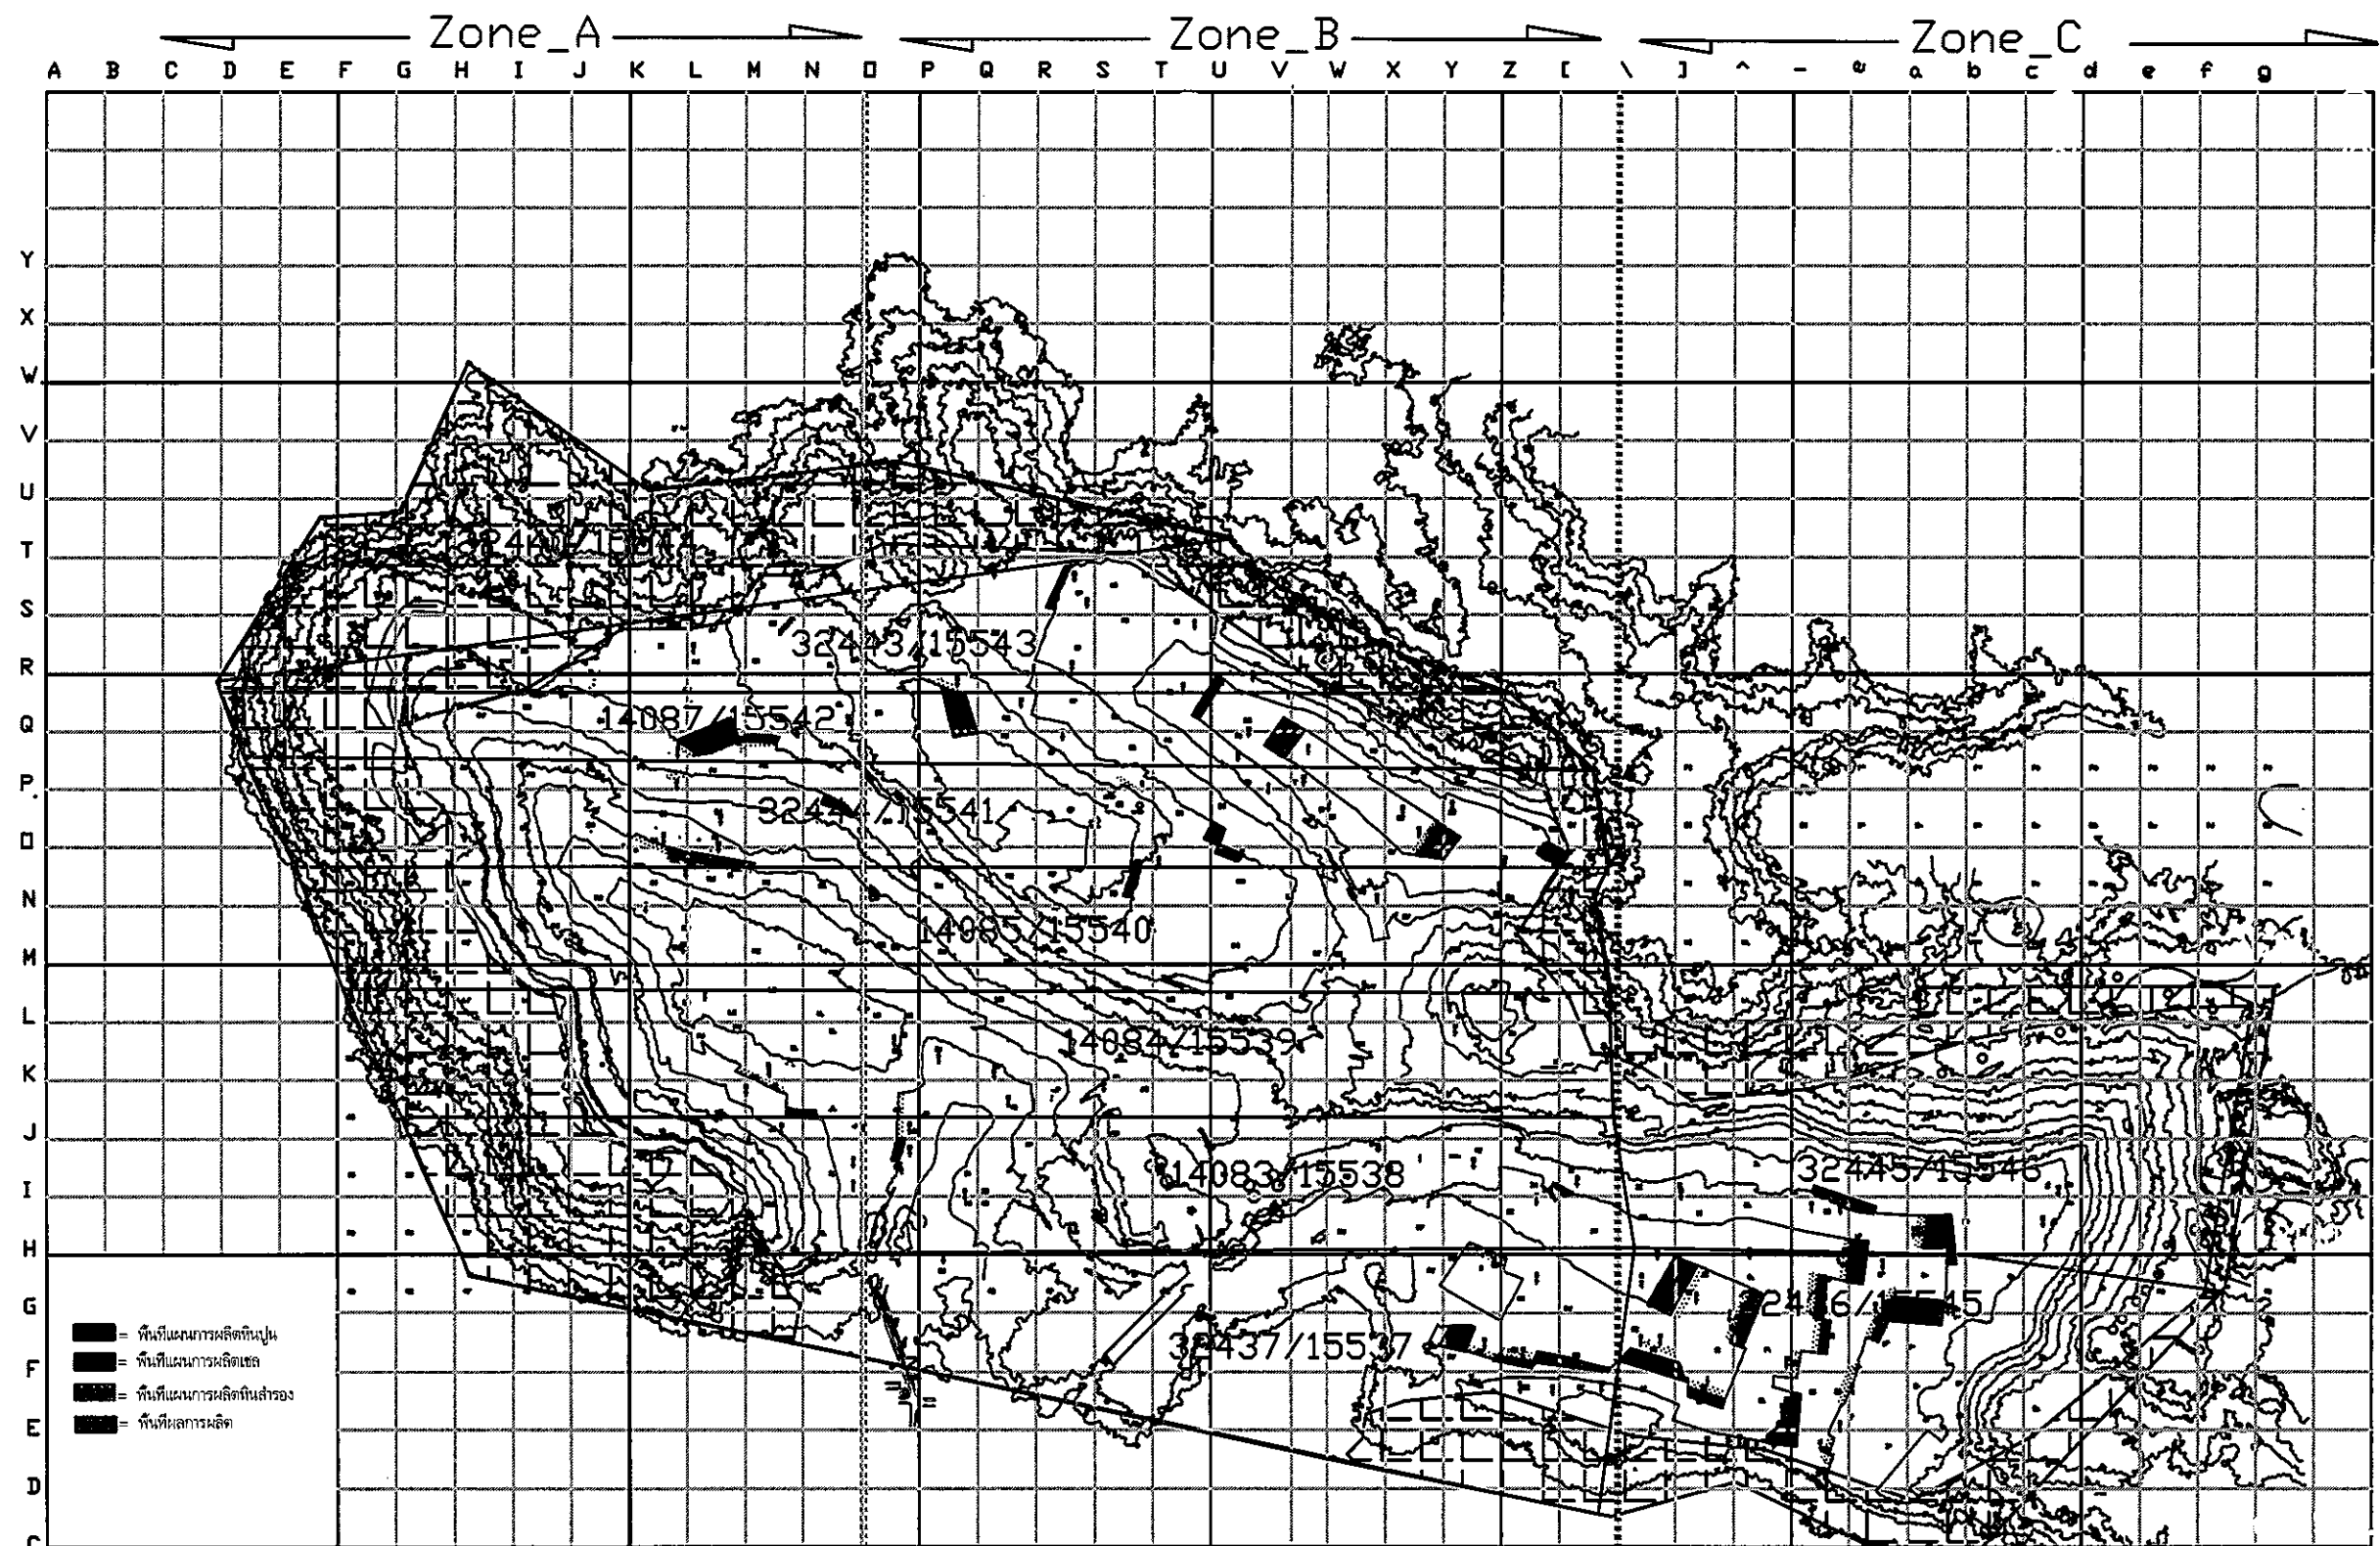 Zone_A Zone_B Zone_C
A B C D E F G H I J K L M N O P Q R S T U V W X Y Z [ \ ] ^ - @ a b c d e f g
Y
X
W
V
U
T
S
R
Q
P
O
N
M
L
K
J
I
H
G
F
E
D
C
32443/15543
14087/15542
32444/15541
14085/15540
14084/15539
14083/15538
32445/15546
32437/15537
= พื้นที่แผนการผลิตหินปูน
= พื้นที่แผนการผลิตเชล
= พื้นที่แผนการผลิตหินสำรอง
= พื้นที่ผลการผลิต